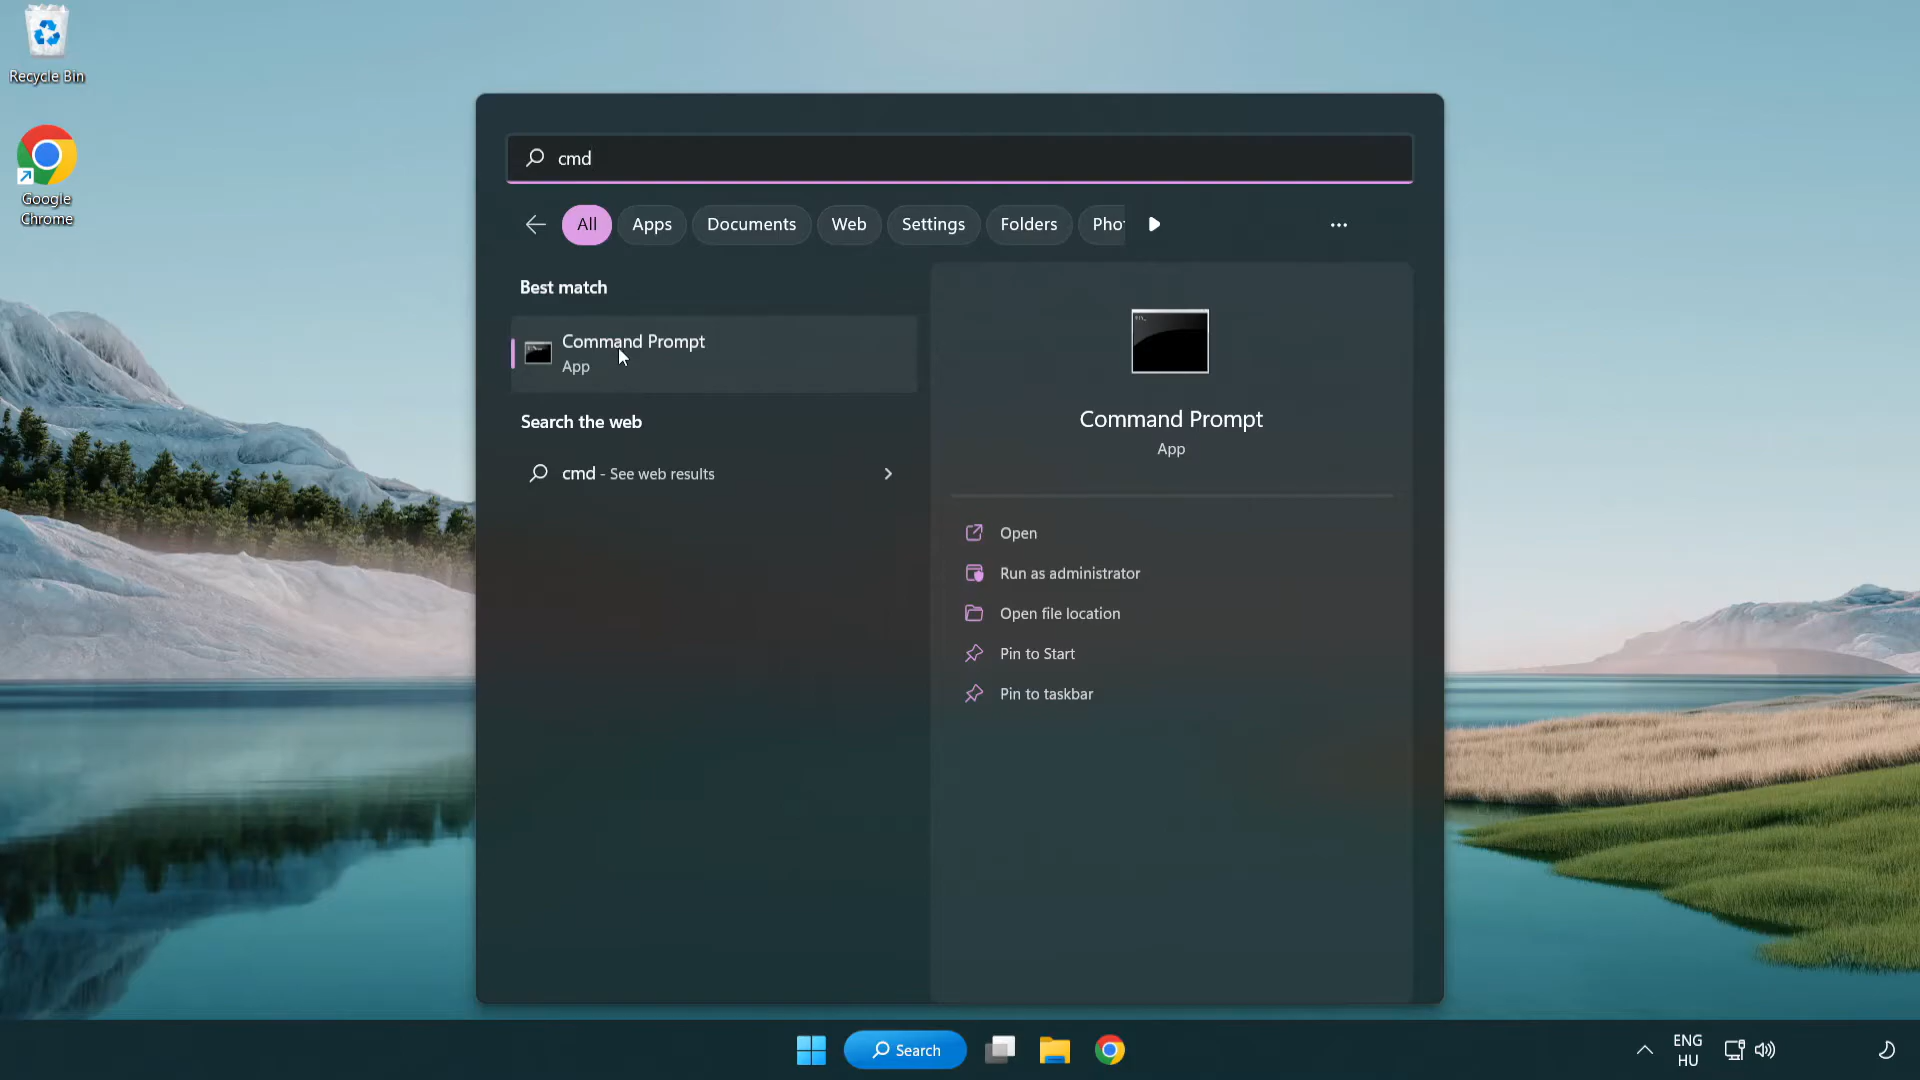 Recycle Bin
Google
Chrome
cmd
All
Apps
Documents
Web
Settings
Folders
Pho
Best match
Command Prompt
App
Search the web
cmd - See web results
Command Prompt
App
Open
Run as administrator
Open file location
Pin to Start
Pin to taskbar
Search
ENG
HU